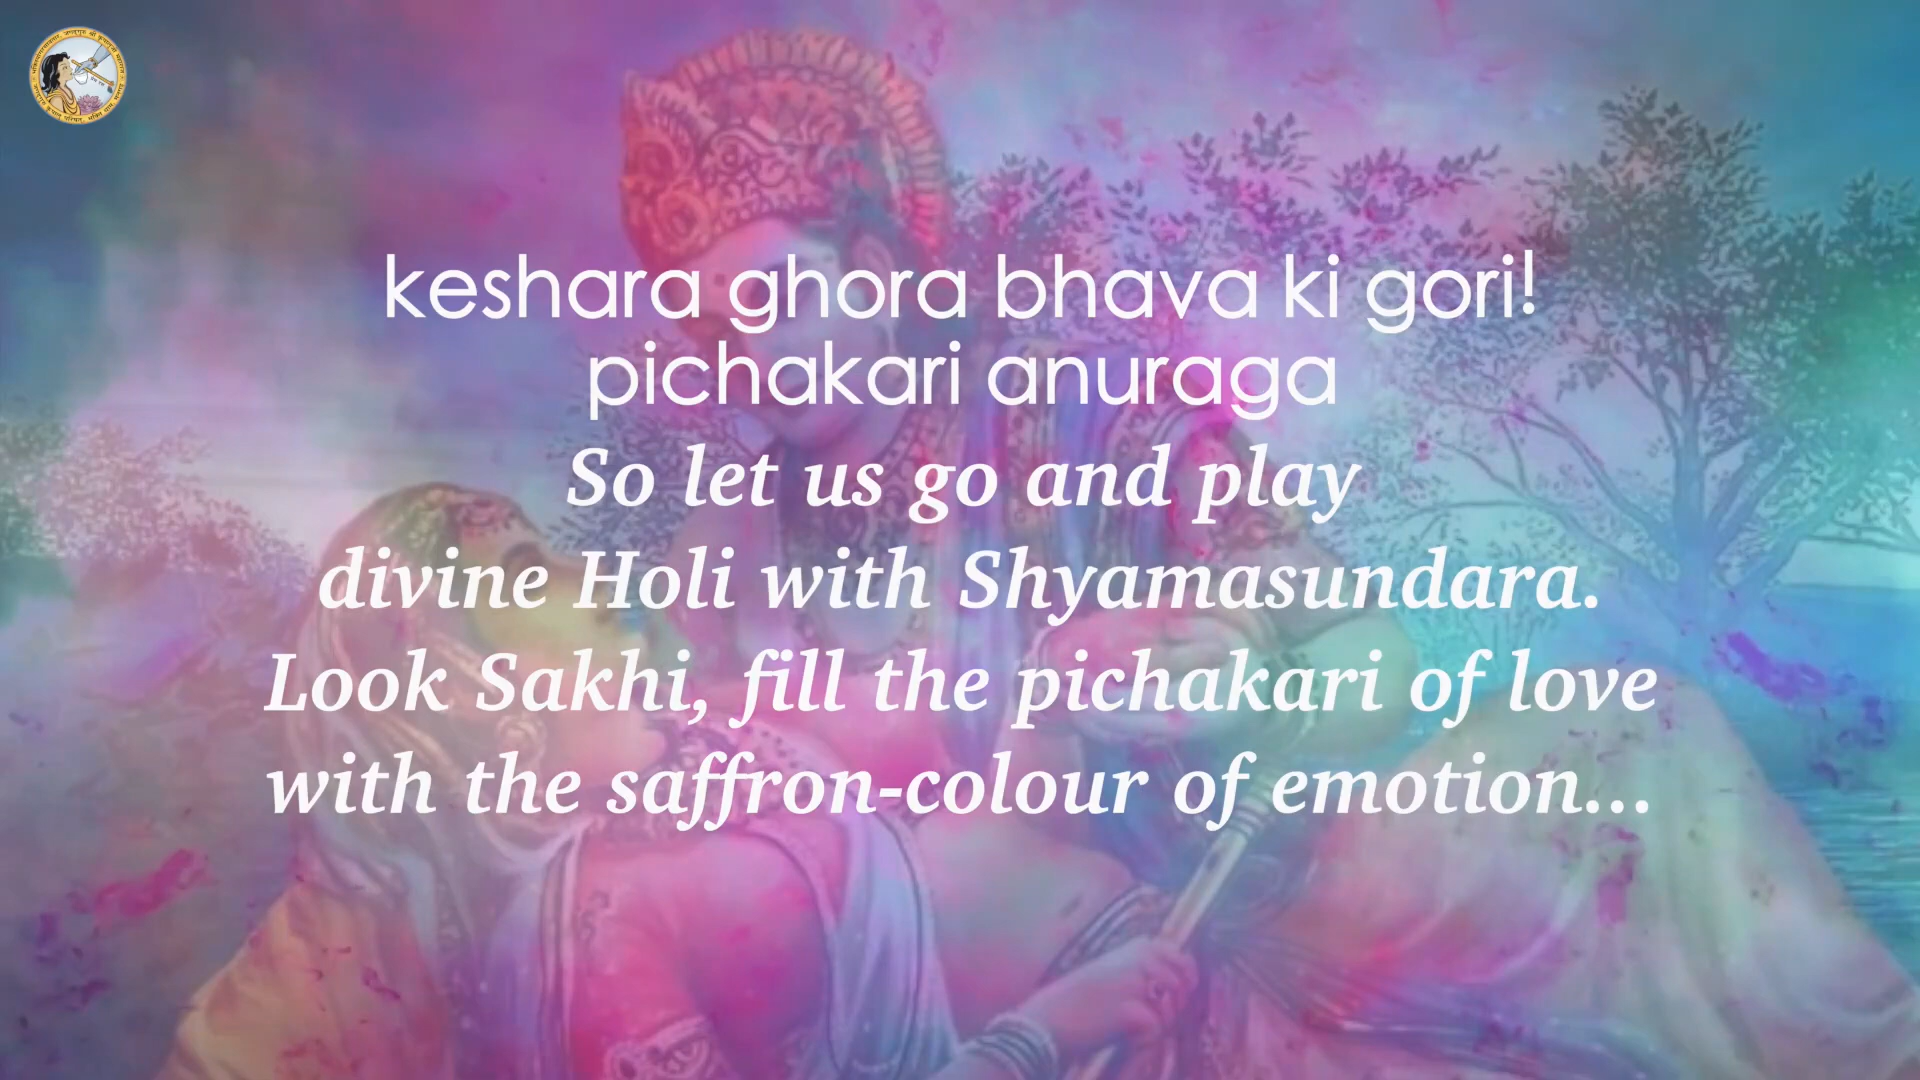 keshara ghora bhava ki gori!
pichakari anuraga
So let us go and play
divine Holi with Shyamasundara.
Look Sakhi, fill the pichakari of love
with the saffron-colour of emotion...